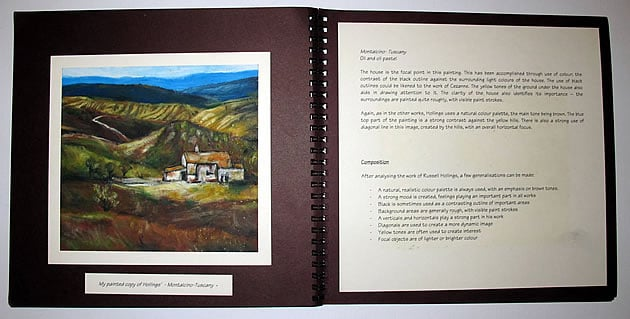 My painted copy of Hollinge' - Montalcino-Tuscany -
Montalcino- Tuscany
Oil and oil pastel
The house is the focal point in this painting. This has been accomplished through use of colour, the
contrast of the black outline against the surrounding light colours of the house. The use of black
outlines could be likened to the work of Cezanne. The yellow tones of the ground under the house also
aids in drawing attention to it. The clarity of the house also identifies its importance – the
surroundings are painted quite roughly, with visible paint strokes.
Again, as in the other works, Hollinge uses a natural colour palette, the main tone being brown. The blue
top part of the painting is a strong contrast against the yellow hills. There is also a strong use of
diagonal line in this image, created by the hills, with an overall horizontal focus.
Composition
After analysing the work of Russell Hollinge, a few generalisations can be made:
- A natural, realistic colour palette is always used, with an emphasis on brown tones.
- A strong mood is created, feelings playing an important part in all works
- Black is sometimes used as a contrasting outline of important areas
- Background areas are generally rough, with visible paint strokes
- A verticals and horizontals play a strong part in his work
- Diagonals are used to create a more dynamic image
- Yellow tones are often used to create interest
- Focal objects are of lighter or brighter colour